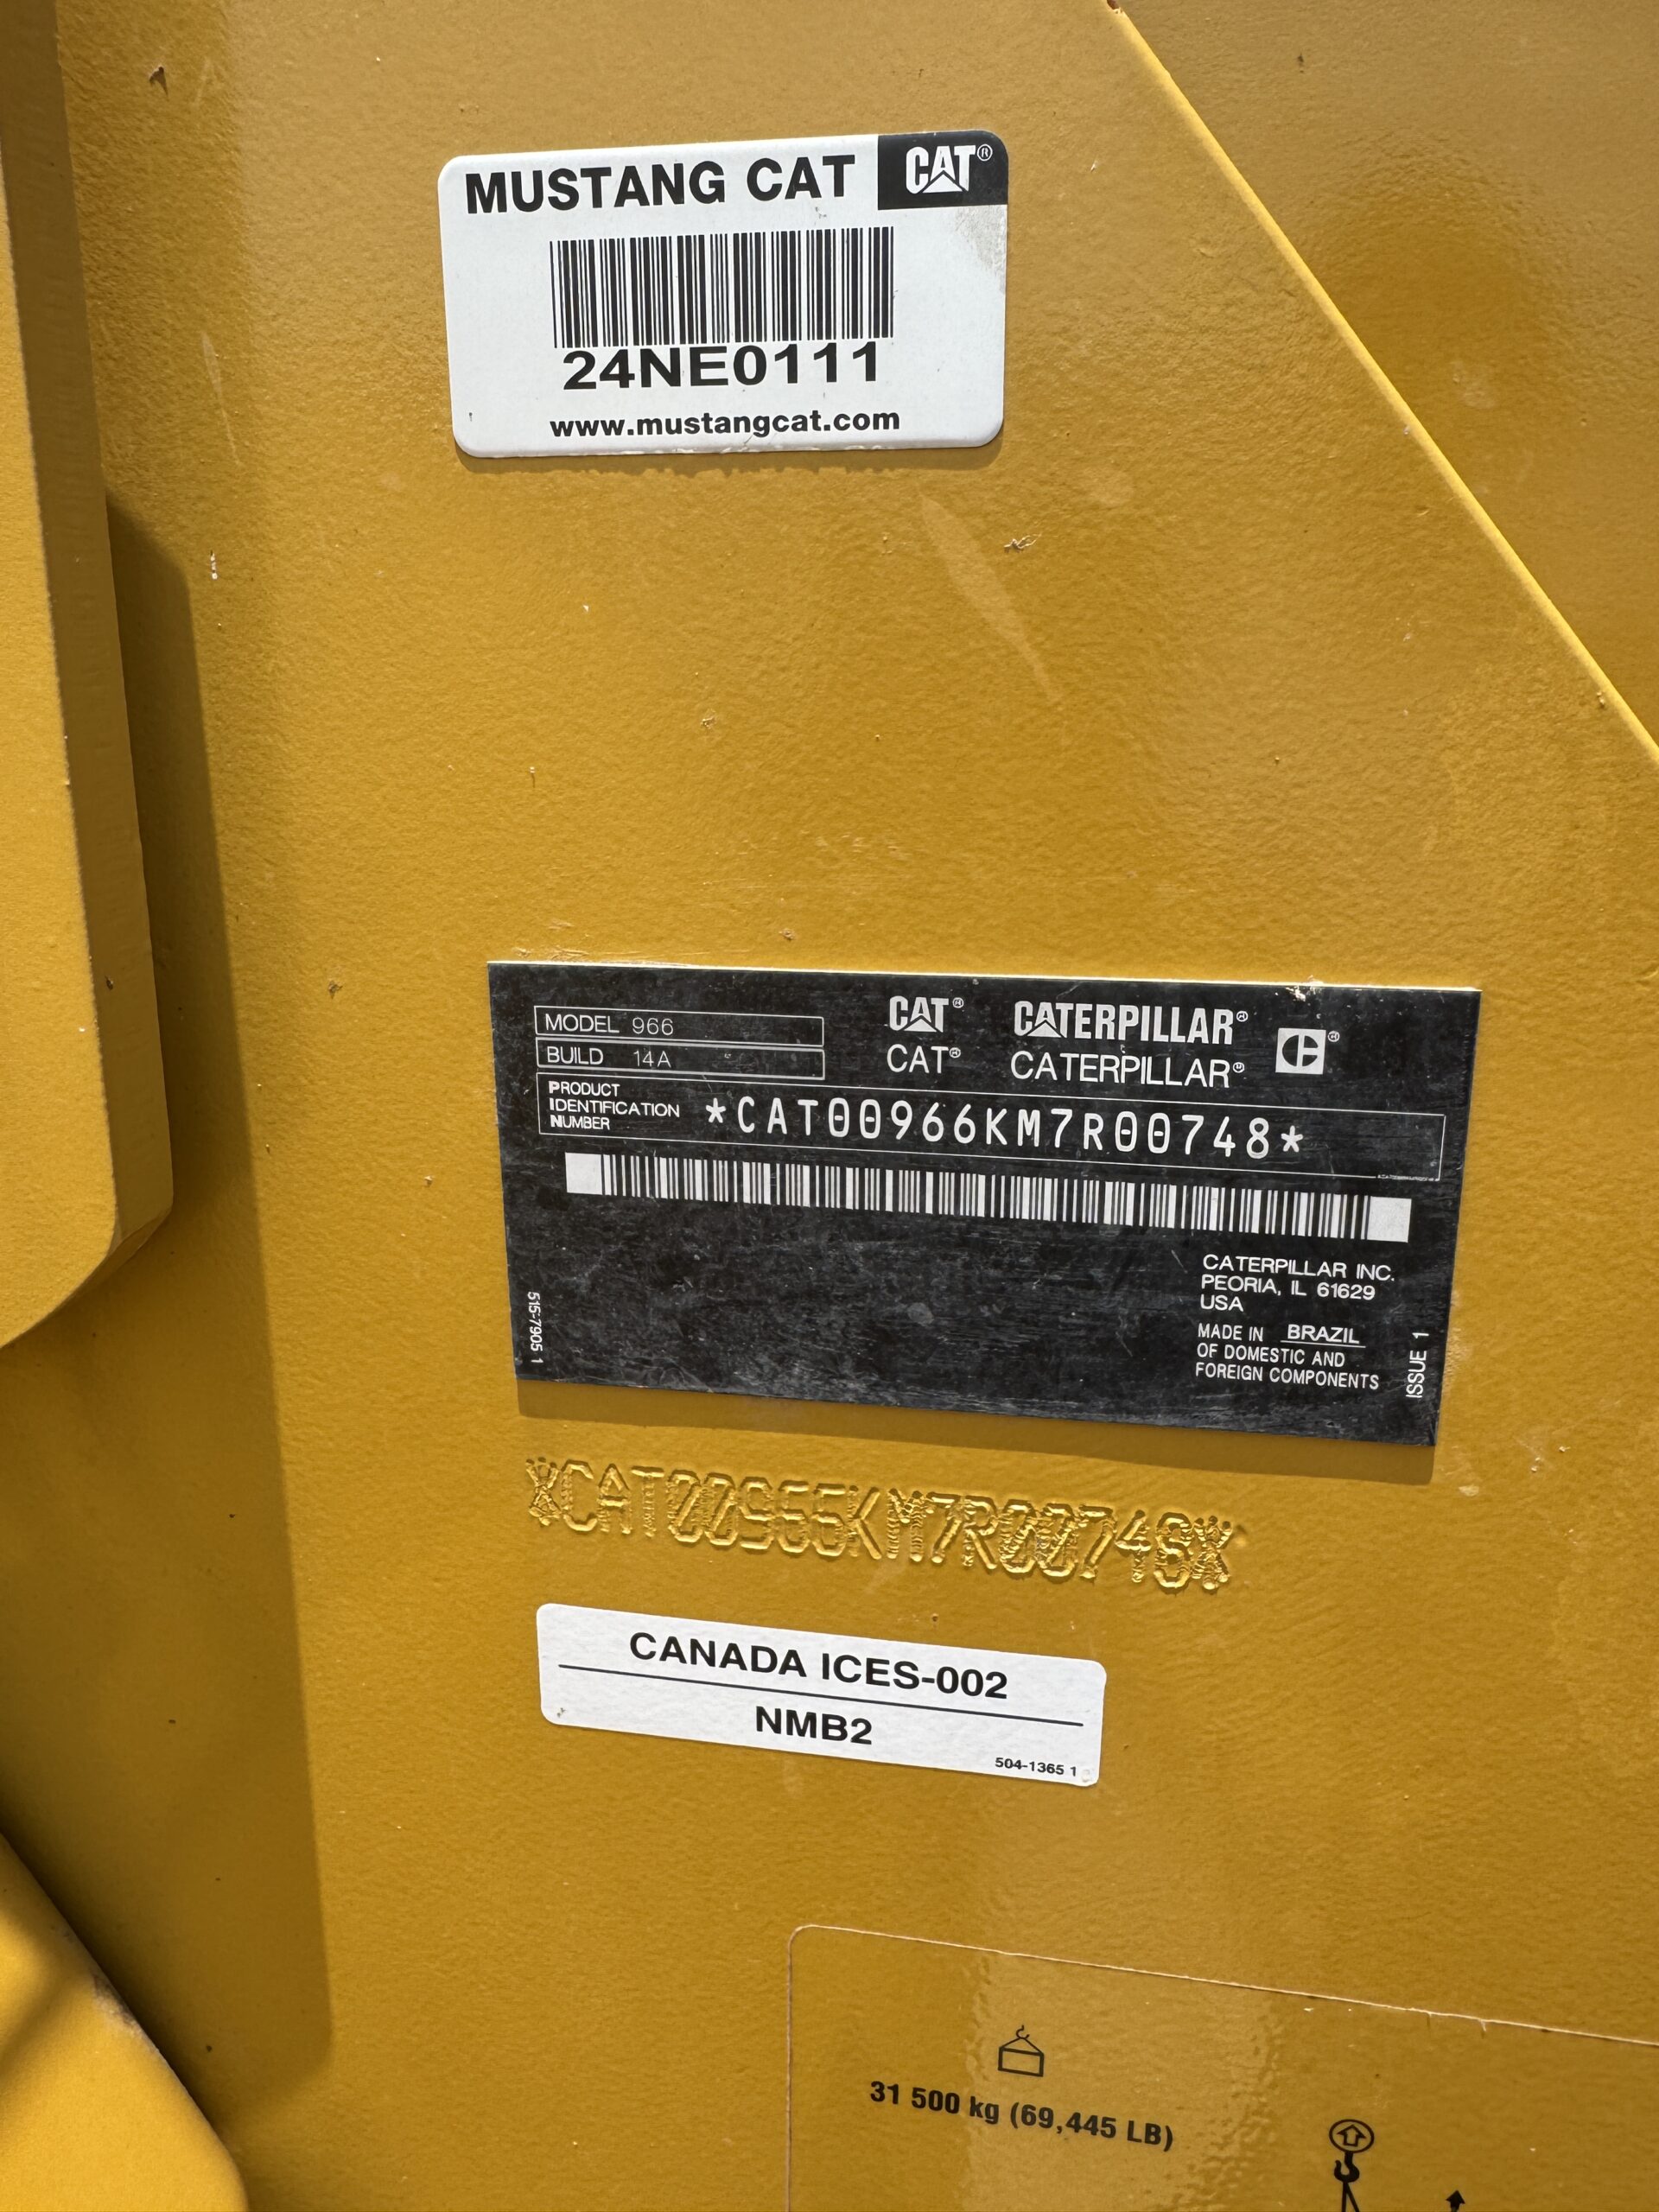 MUSTANG CAT CAT®
24NE0111
www.mustangcat.com
MODEL 966
BUILD 14A
CAT® CATERPILLAR® ®
CAT® CATERPILLAR®
PRODUCT
IDENTIFICATION
NUMBER
*CAT00966KM7R00748*
CATERPILLAR INC.
PEORIA, IL 61629
USA
MADE IN BRAZIL
OF DOMESTIC AND
FOREIGN COMPONENTS
515-7905 1
ISSUE 1
*CAT00966KM7R00748*
CANADA ICES-002
NMB2
504-1365 1
31 500 kg (69,445 LB)